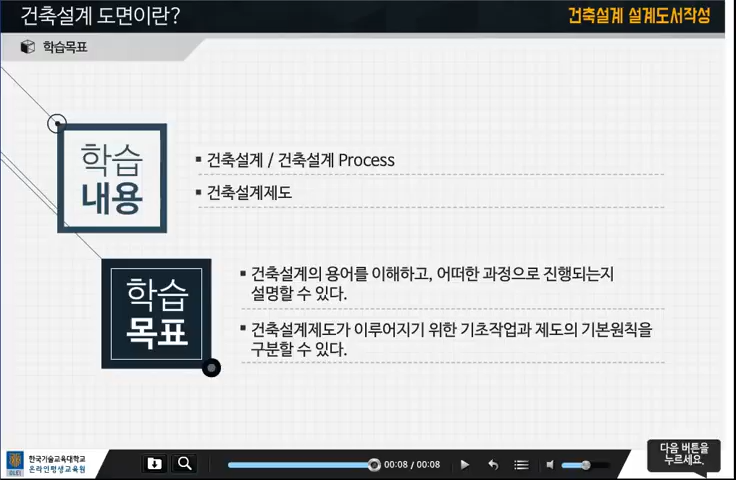 건축설계 도면이란?
건축설계 설계도서작성
학습목표
학습
내용
▪ 건축설계 / 건축설계 Process
▪ 건축설계제도
학습
목표
▪ 건축설계의 용어를 이해하고, 어떠한 과정으로 진행되는지
설명할 수 있다.
▪ 건축설계제도가 이루어지기 위한 기초작업과 제도의 기본원칙을
구분할 수 있다.
한국기술교육대학교
온라인평생교육원
00:08 / 00:08
다음 버튼을
누르세요.